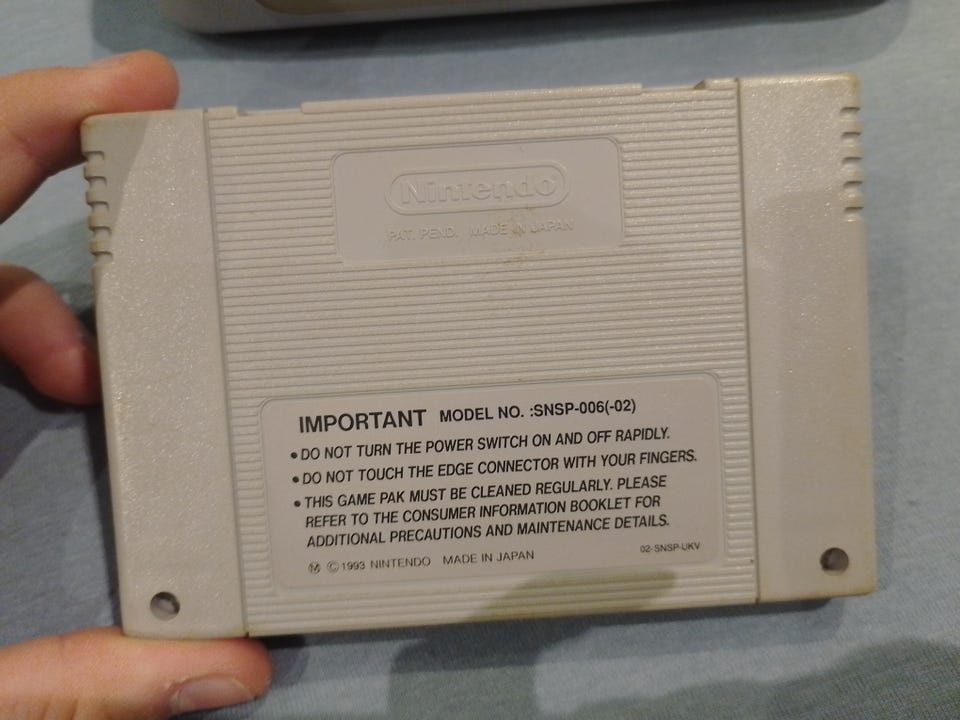 Nintendo
PAT. PEND. MADE IN JAPAN
IMPORTANT MODEL NO. :SNSP-006(-02)
•DO NOT TURN THE POWER SWITCH ON AND OFF RAPIDLY.
•DO NOT TOUCH THE EDGE CONNECTOR WITH YOUR FINGERS.
•THIS GAME PAK MUST BE CLEANED REGULARLY. PLEASE
REFER TO THE CONSUMER INFORMATION BOOKLET FOR
ADDITIONAL PRECAUTIONS AND MAINTENANCE DETAILS.
Ⓜ ©1993 NINTENDO MADE IN JAPAN 02-SNSP-UKV